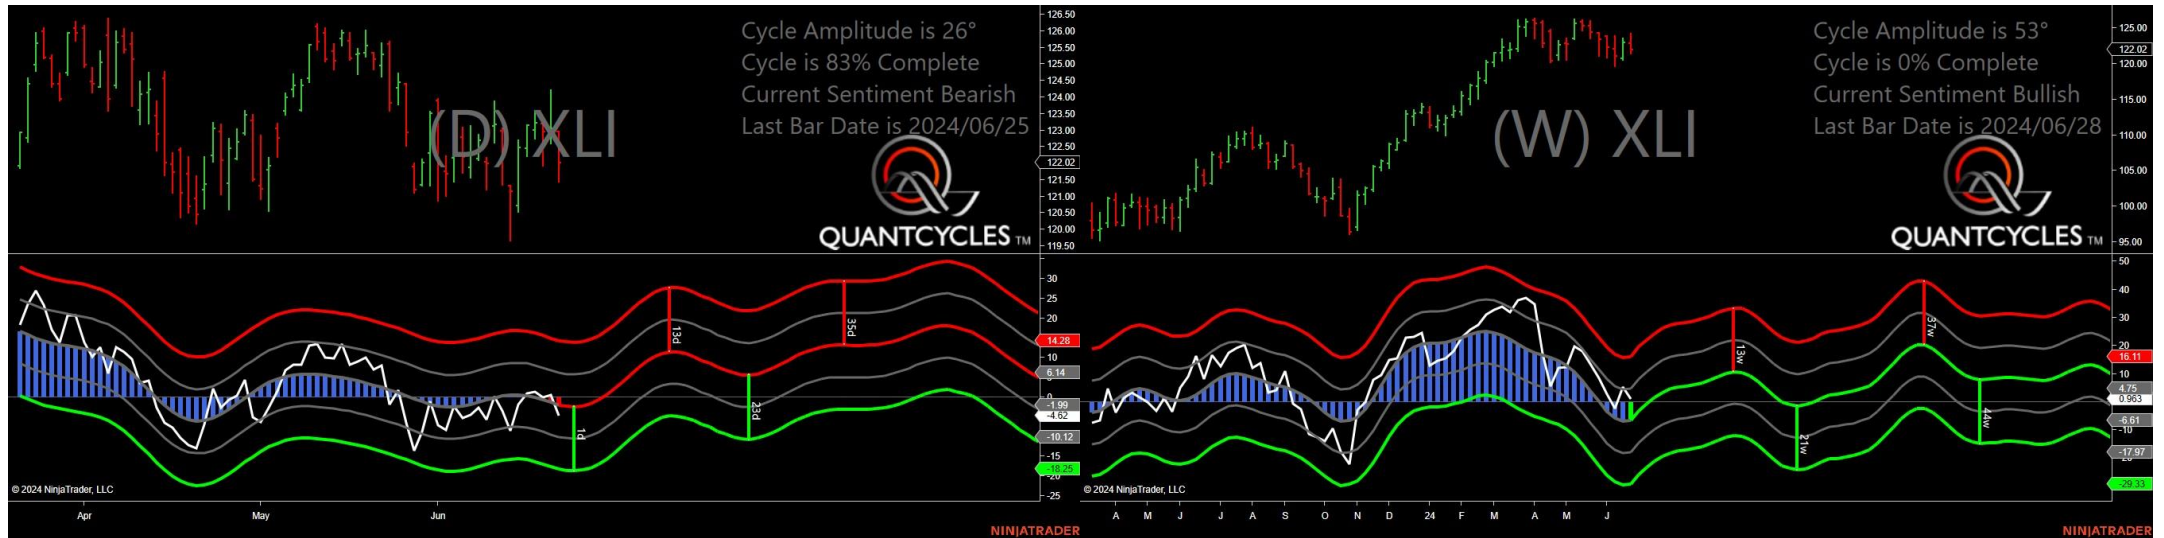 Cycle Amplitude is 26°
Cycle is 83% Complete
Current Sentiment Bearish
Last Bar Date is 2024/06/25
(D) XLI
QUANTCYCLES TM
126.50
126.00
125.50
125.00
124.50
124.00
123.50
123.00
122.50
122.02
121.50
121.00
120.50
120.00
119.50
30
25
20
14.28
10
6.14
0
-1.99
-4.62
-10.12
-15
-18.25
-20
-25
13d
35d
1d
23d
© 2024 NinjaTrader, LLC
Apr May Jun
NINJATRADER
Cycle Amplitude is 53°
Cycle is 0% Complete
Current Sentiment Bullish
Last Bar Date is 2024/06/28
(W) XLI
QUANTCYCLES TM
125.00
122.02
120.00
115.00
110.00
105.00
100.00
95.00
50
40
30
20
16.11
10
4.75
0.963
-6.61
-10
-17.97
-29.33
13w
37w
21w
44w
© 2024 NinjaTrader, LLC
A M J J A S O N D 24 F M A M J
NINJATRADER